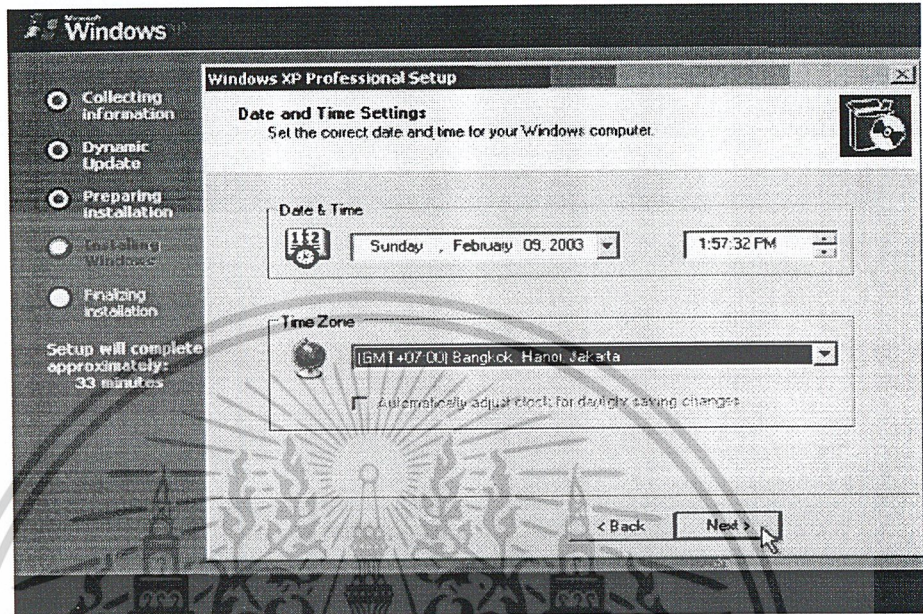 Microsoft
Windows
Collecting
information
Dynamic
Update
Preparing
installation
Installing
Windows
Finalizing
installation
Setup will complete
approximately:
33 minutes
Windows XP Professional Setup
Date and Time Settings
Set the correct date and time for your Windows computer.
Date & Time
Sunday , February 09, 2003
1:57:32 PM
Time Zone
(GMT+07:00) Bangkok, Hanoi, Jakarta
Automatically adjust clock for daylight saving changes
< Back
Next >